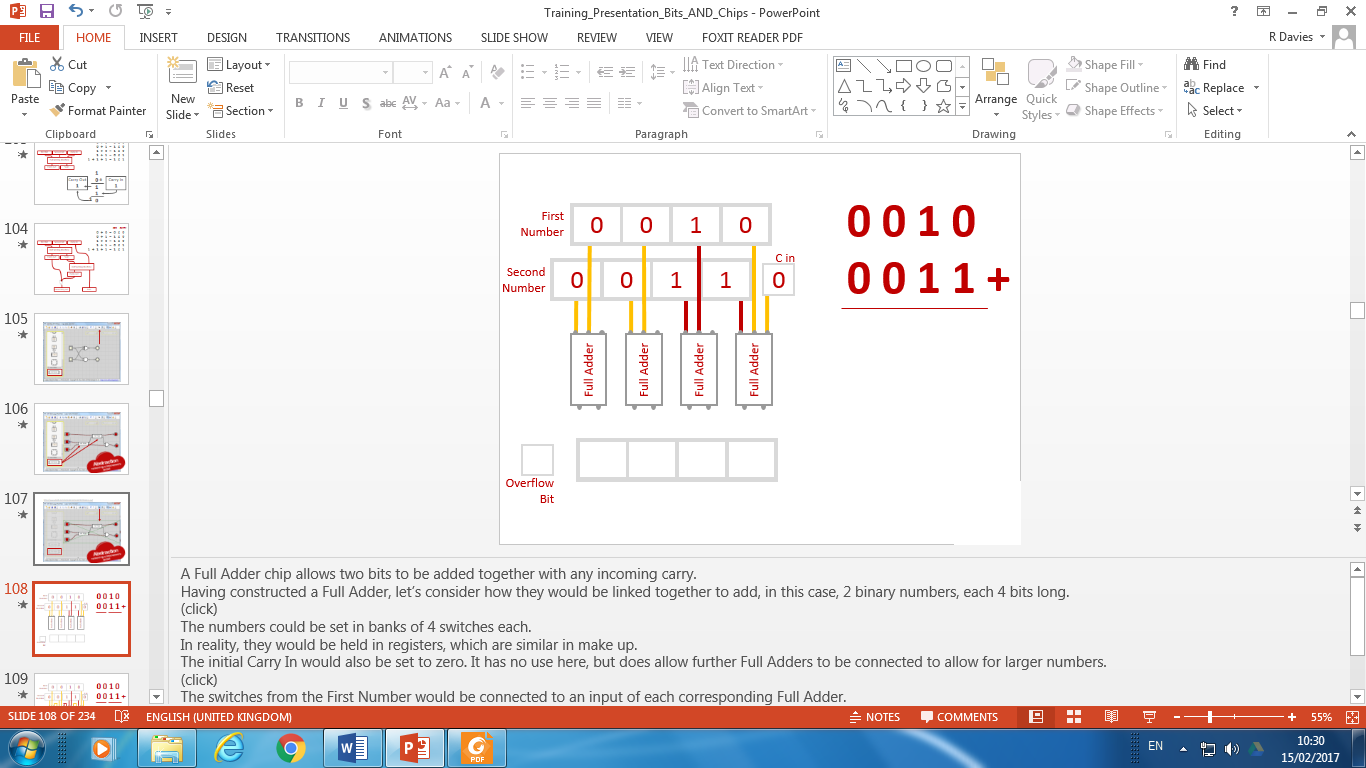 Training_Presentation_Bits_AND_Chips - PowerPoint
FILE HOME INSERT DESIGN TRANSITIONS ANIMATIONS SLIDE SHOW REVIEW VIEW FOXIT READER PDF R Davies
Paste
Cut
Copy
Format Painter
Clipboard
New
Slide
Layout
Reset
Section
Slides
B I U S abc AV Aa A
Font
Text Direction
Align Text
Convert to SmartArt
Paragraph
Arrange
Quick
Styles
Shape Fill
Shape Outline
Shape Effects
Drawing
Find
Replace
Select
Editing
104
105
106
107
108
109
First
Number
0 0 1 0
Second
Number
0 0 1 1
C in
0
Full Adder
Full Adder
Full Adder
Full Adder
Overflow
Bit
0 0 1 0
0 0 1 1 +
A Full Adder chip allows two bits to be added together with any incoming carry.
Having constructed a Full Adder, let’s consider how they would be linked together to add, in this case, 2 binary numbers, each 4 bits long.
(click)
The numbers could be set in banks of 4 switches each.
In reality, they would be held in registers, which are similar in make up.
The initial Carry In would also be set to zero. It has no use here, but does allow further Full Adders to be connected to allow for larger numbers.
(click)
The switches from the First Number would be connected to an input of each corresponding Full Adder.
SLIDE 108 OF 234 ENGLISH (UNITED KINGDOM) NOTES COMMENTS 55%
EN
10:30
15/02/2017